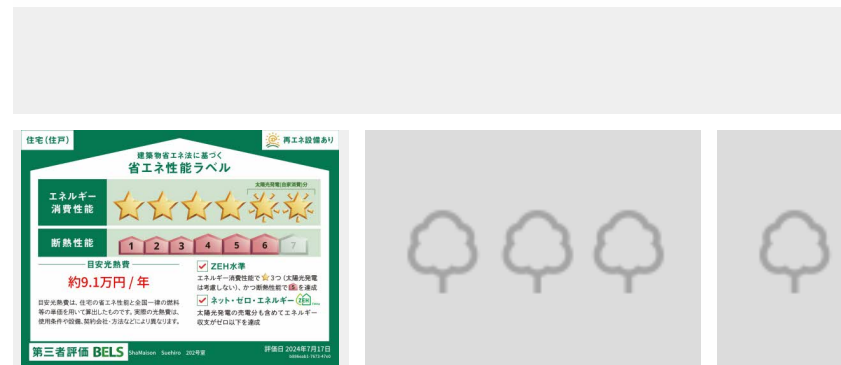 住宅(住戸)
再エネ設備あり
建築物省エネ法に基づく
省エネ性能ラベル
太陽光発電(自家消費)分
エネルギー
消費性能
断熱性能
1 2 3 4 5 6 7
目安光熱費
約9.1万円 / 年
目安光熱費は、住宅の省エネ性能と全国一律の燃料
等の単価を用いて算出したものです。実際の光熱費は、
使用条件や設備、契約会社・方法などにより異なります。
ZEH水準
エネルギー消費性能で★3つ(太陽光発電
は考慮しない)、かつ断熱性能で5を達成
ネット・ゼロ・エネルギー ZEH
太陽光発電の売電分も含めてエネルギー
収支がゼロ以下を達成
第三者評価 BELS
ShaMaison Suehiro 202号室
評価日 2024年7月17日